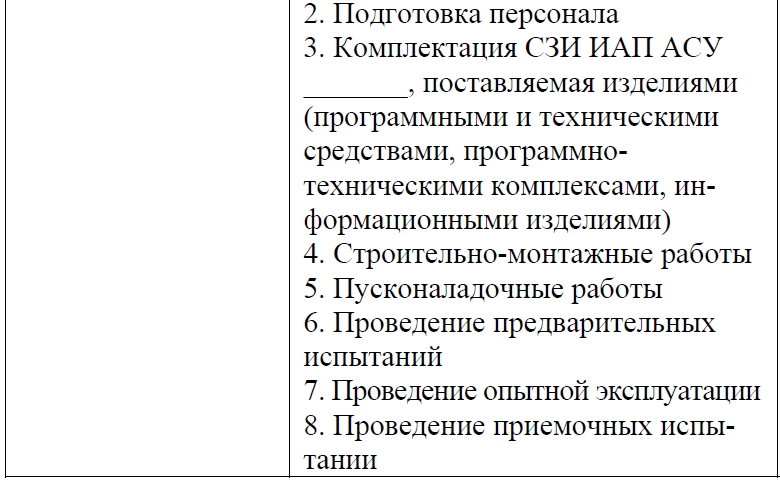 2. Подготовка персонала
3. Комплектация СЗИ ИАП АСУ
_______, поставляемая изделиями
(программными и техническими
средствами, программно-
техническими комплексами, ин-
формационными изделиями)
4. Строительно-монтажные работы
5. Пусконаладочные работы
6. Проведение предварительных
испытаний
7. Проведение опытной эксплуатации
8. Проведение приемочных испы-
тании